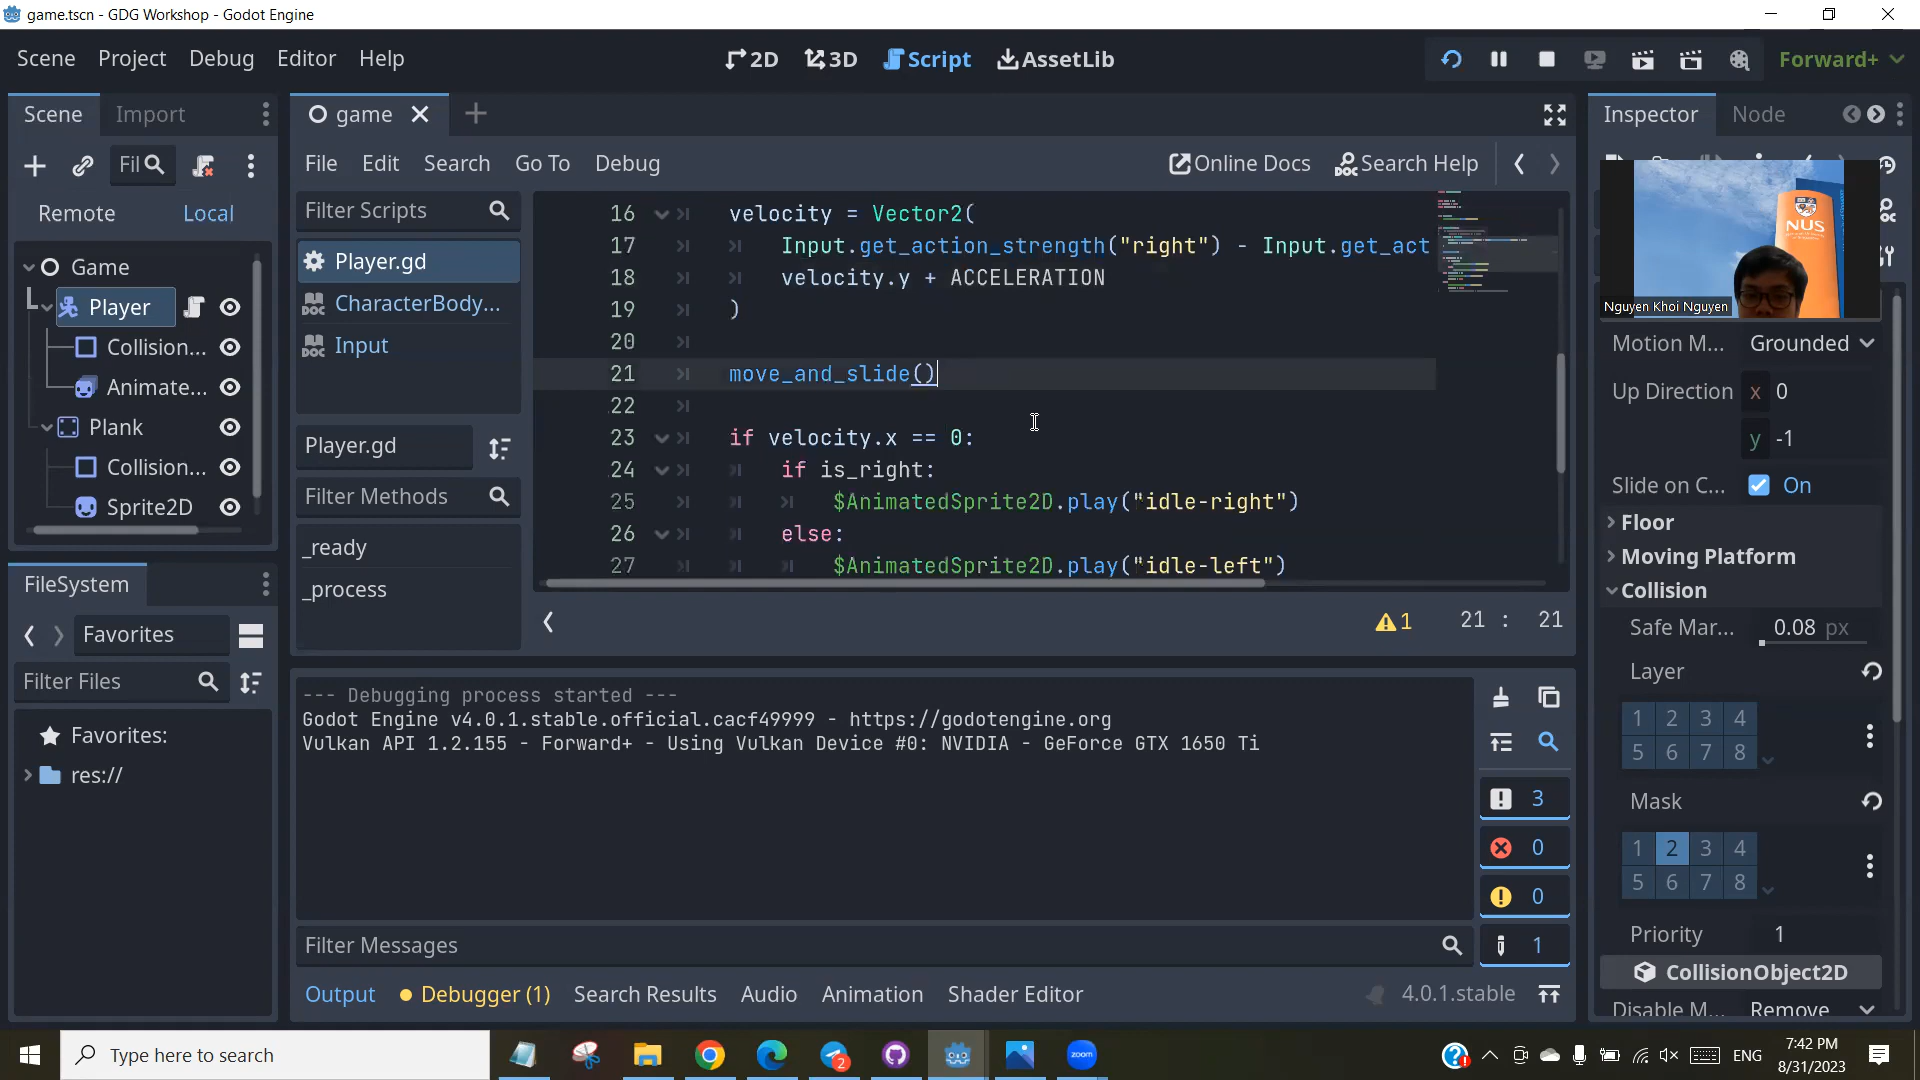 game.tscn - GDG Workshop - Godot Engine
Scene Project Debug Editor Help
2D 3D Script AssetLib
Forward+
Scene Import
game
Inspector Node
Fil
File Edit Search Go To Debug
Online Docs Search Help
Remote Local
Filter Scripts
Game
Player
Collision...
Animate...
Plank
Collision...
Sprite2D
Player.gd
CharacterBody...
Input
Player.gd
Filter Methods
_ready
_process
16 velocity = Vector2(
17 Input.get_action_strength("right") - Input.get_act
18 velocity.y + ACCELERATION
19 )
20
21 move_and_slide()
22
23 if velocity.x == 0:
24 if is_right:
25 $AnimatedSprite2D.play("idle-right")
26 else:
27 $AnimatedSprite2D.play("idle-left")
1 21 : 21
NUS
Nguyen Khoi Nguyen
Motion M... Grounded
Up Direction x 0
y -1
Slide on C... On
Floor
Moving Platform
Collision
Safe Mar... 0.08 px
Layer
1 2 3 4
5 6 7 8
Mask
1 2 3 4
5 6 7 8
Priority 1
CollisionObject2D
Disable M... Remove
FileSystem
Favorites
Filter Files
Favorites:
res://
--- Debugging process started ---
Godot Engine v4.0.1.stable.official.cacf49999 - https://godotengine.org
Vulkan API 1.2.155 - Forward+ - Using Vulkan Device #0: NVIDIA - GeForce GTX 1650 Ti
3
0
0
1
Filter Messages
Output Debugger (1) Search Results Audio Animation Shader Editor
4.0.1.stable
Type here to search
2
zoom
ENG
7:42 PM
8/31/2023